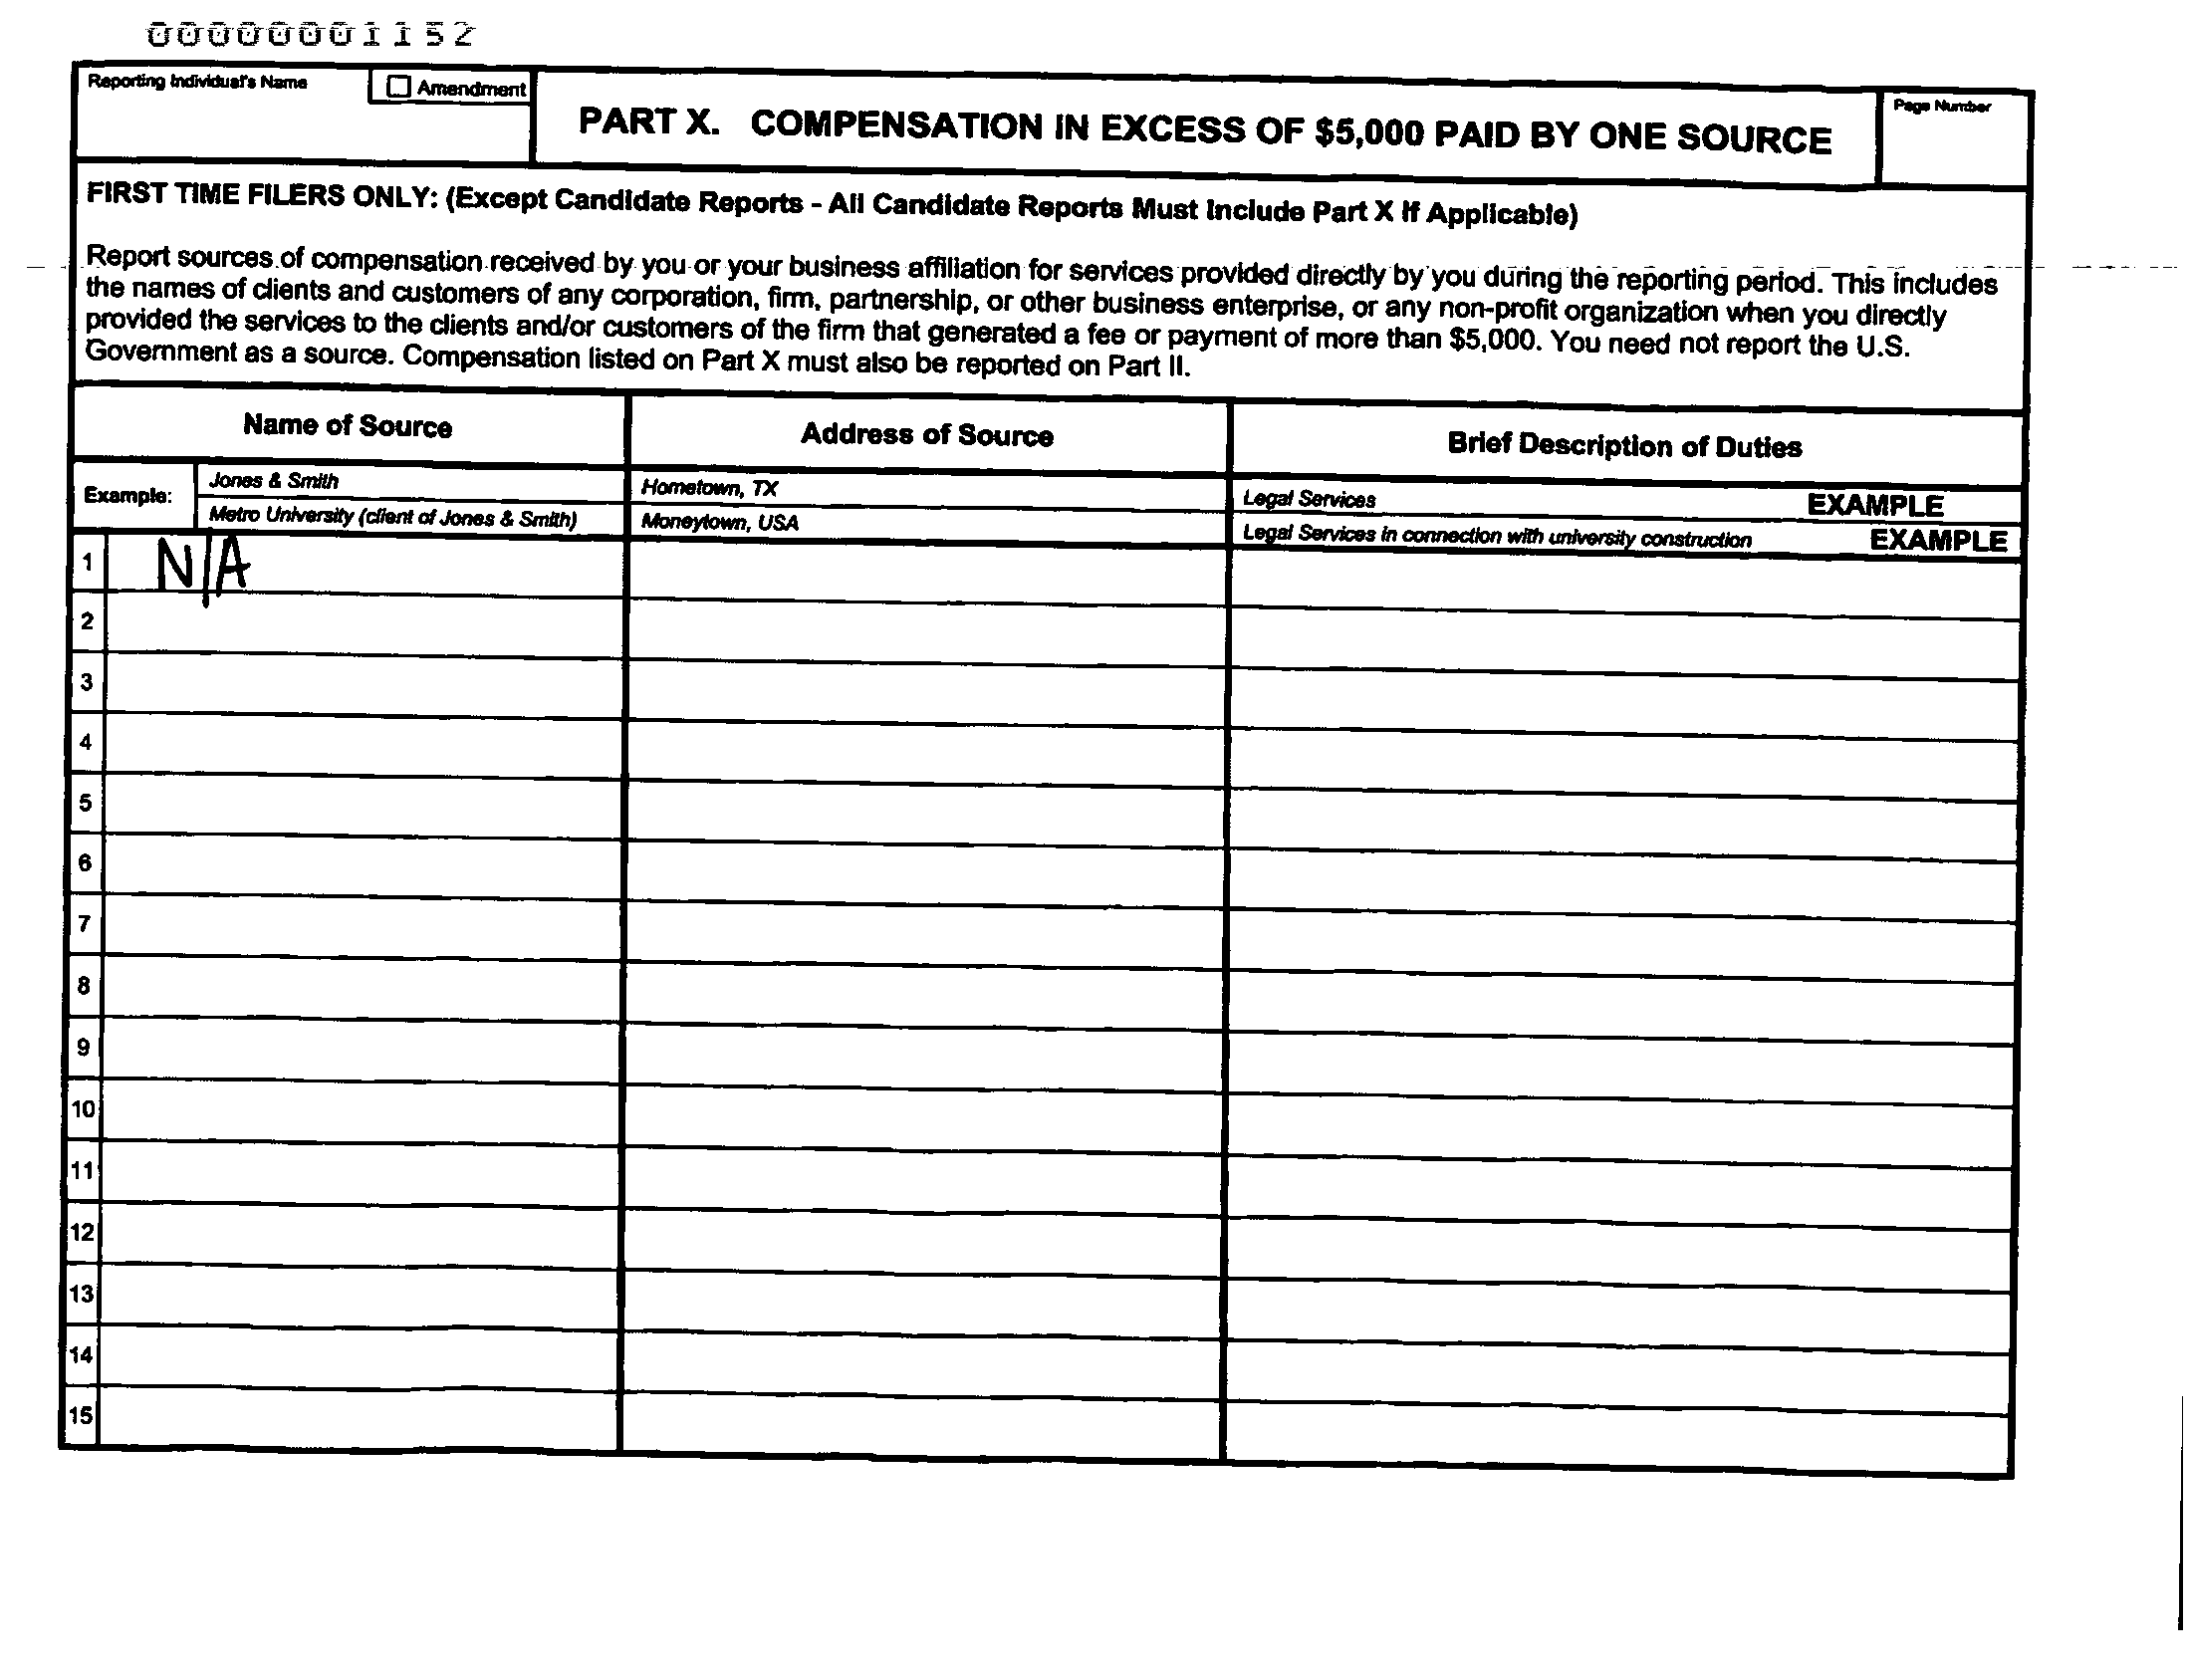 00000001152
Reporting Individual's Name
☐ Amendment
PART X. COMPENSATION IN EXCESS OF $5,000 PAID BY ONE SOURCE
Page Number
FIRST TIME FILERS ONLY: (Except Candidate Reports - All Candidate Reports Must Include Part X If Applicable)
Report sources of compensation received by you or your business affiliation for services provided directly by you during the reporting period. This includes
the names of clients and customers of any corporation, firm, partnership, or other business enterprise, or any non-profit organization when you directly
provided the services to the clients and/or customers of the firm that generated a fee or payment of more than $5,000. You need not report the U.S.
Government as a source. Compensation listed on Part X must also be reported on Part II.
Name of Source Address of Source Brief Description of Duties
Example:
Jones & Smith Hometown, TX Legal Services EXAMPLE
Metro University (client of Jones & Smith) Moneytown, USA Legal Services in connection with university construction EXAMPLE
1 N/A
2
3
4
5
6
7
8
9
10
11
12
13
14
15